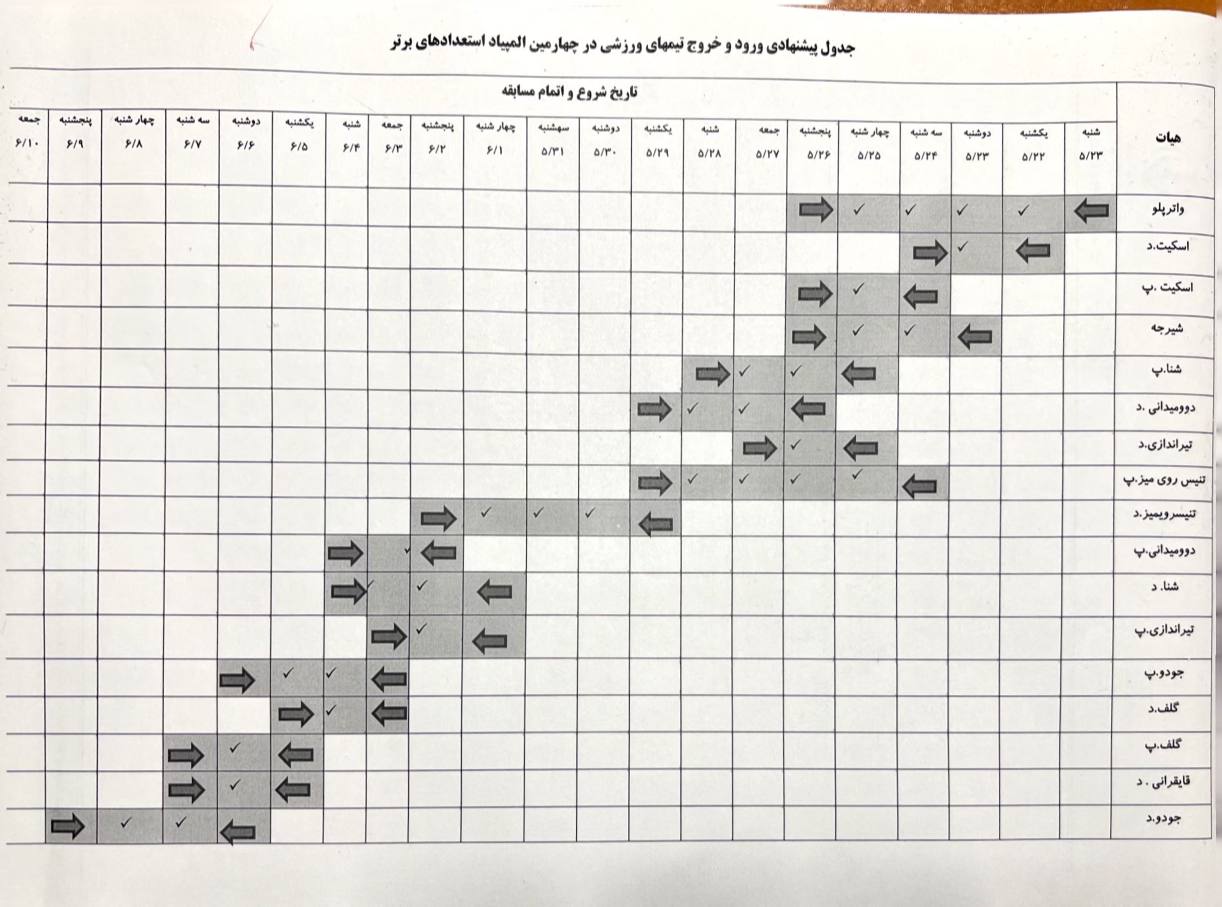 جدول پیشنهادی ورود و خروج تیمهای ورزشی در چهارمین المپیاد استعدادهای برتر
هیات
تاریخ شروع و اتمام مسابقه
شنبه یکشنبه دوشنبه سه شنبه چهار شنبه پنجشنبه جمعه شنبه یکشنبه دوشنبه سهشنبه چهار شنبه پنجشنبه جمعه شنبه یکشنبه دوشنبه سه شنبه چهار شنبه پنجشنبه جمعه
۵/۲۳ ۵/۲۲ ۵/۲۳ ۵/۲۴ ۵/۲۵ ۵/۲۶ ۵/۲۷ ۵/۲۸ ۵/۲۹ ۵/۳۰ ۵/۳۱ ۶/۱ ۶/۲ ۶/۳ ۶/۴ ۶/۵ ۶/۶ ۶/۷ ۶/۸ ۶/۹ ۶/۱۰
واترپلو
اسکیت.د
اسکیت .پ
شیرجه
شنا.پ
دوومیدانی .د
تیراندازی.د
تنیس روی میز.پ
تنیسرویمیز.د
دوومیدانی.پ
شنا. د
تیراندازی.پ
جودو.پ
گلف.د
گلف.پ
قایقرانی . د
جودو.د